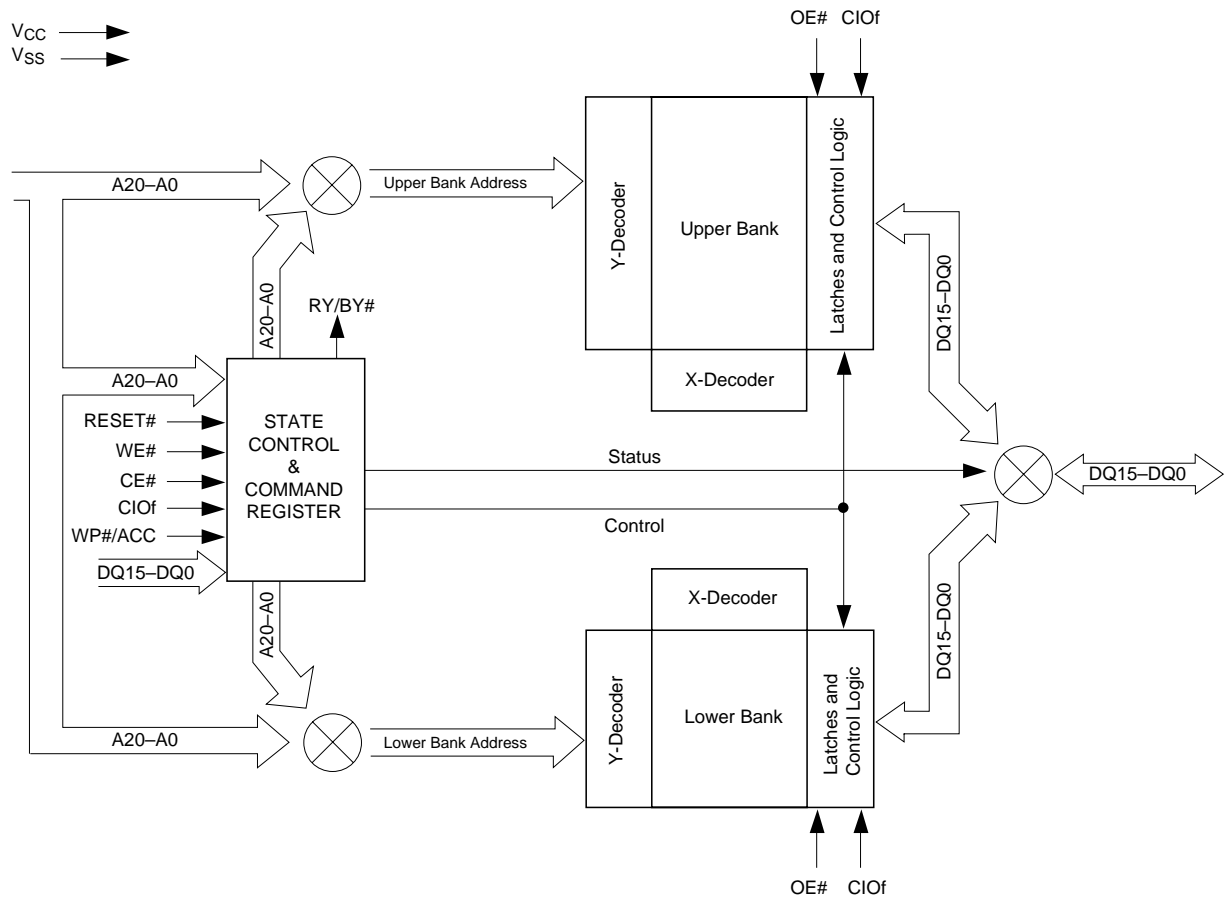 VCC
VSS
OE# CIOf
A20–A0
Upper Bank Address
Y-Decoder
Upper Bank
Latches and Control Logic
X-Decoder
DQ15–DQ0
A20–A0
RY/BY#
A20–A0
RESET#
WE#
CE#
CIOf
WP#/ACC
DQ15–DQ0
STATE
CONTROL
&
COMMAND
REGISTER
Status
Control
DQ15–DQ0
A20–A0
X-Decoder
DQ15–DQ0
A20–A0
Lower Bank Address
Y-Decoder
Lower Bank
Latches and
Control Logic
OE# CIOf